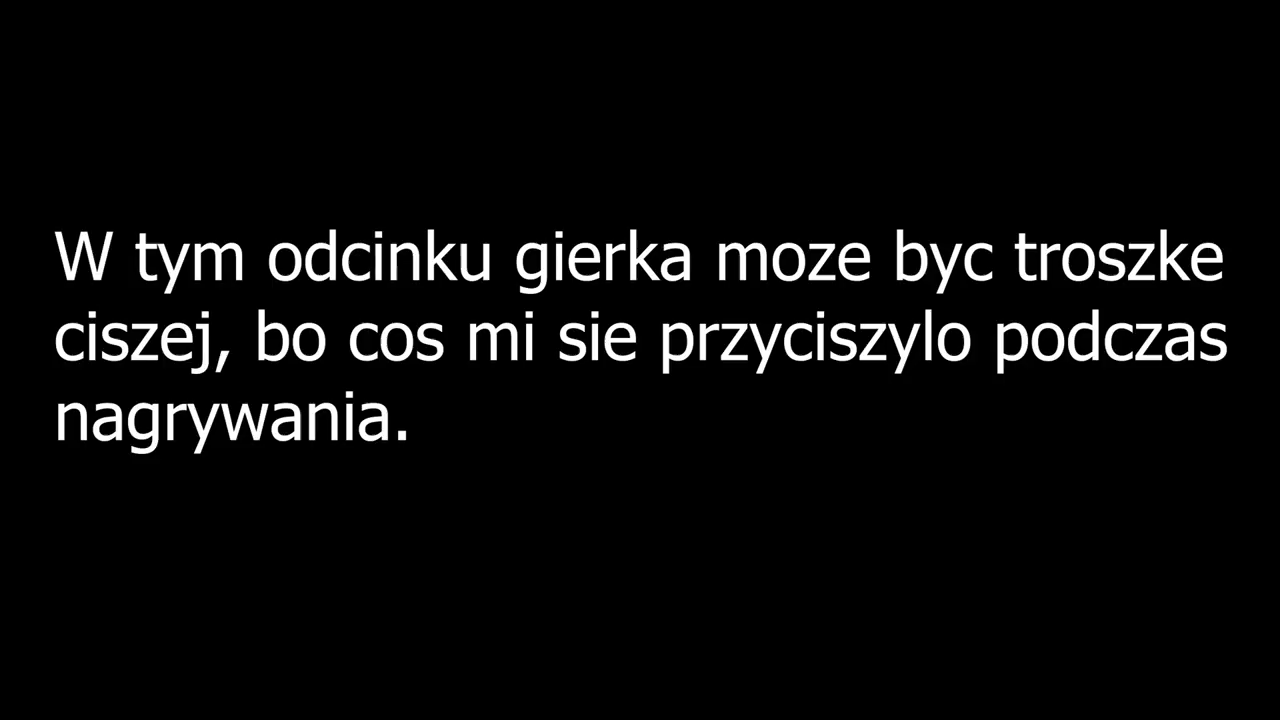 W tym odcinku gierka moze byc troszke
ciszej, bo cos mi sie przyciszylo podczas
nagrywania.